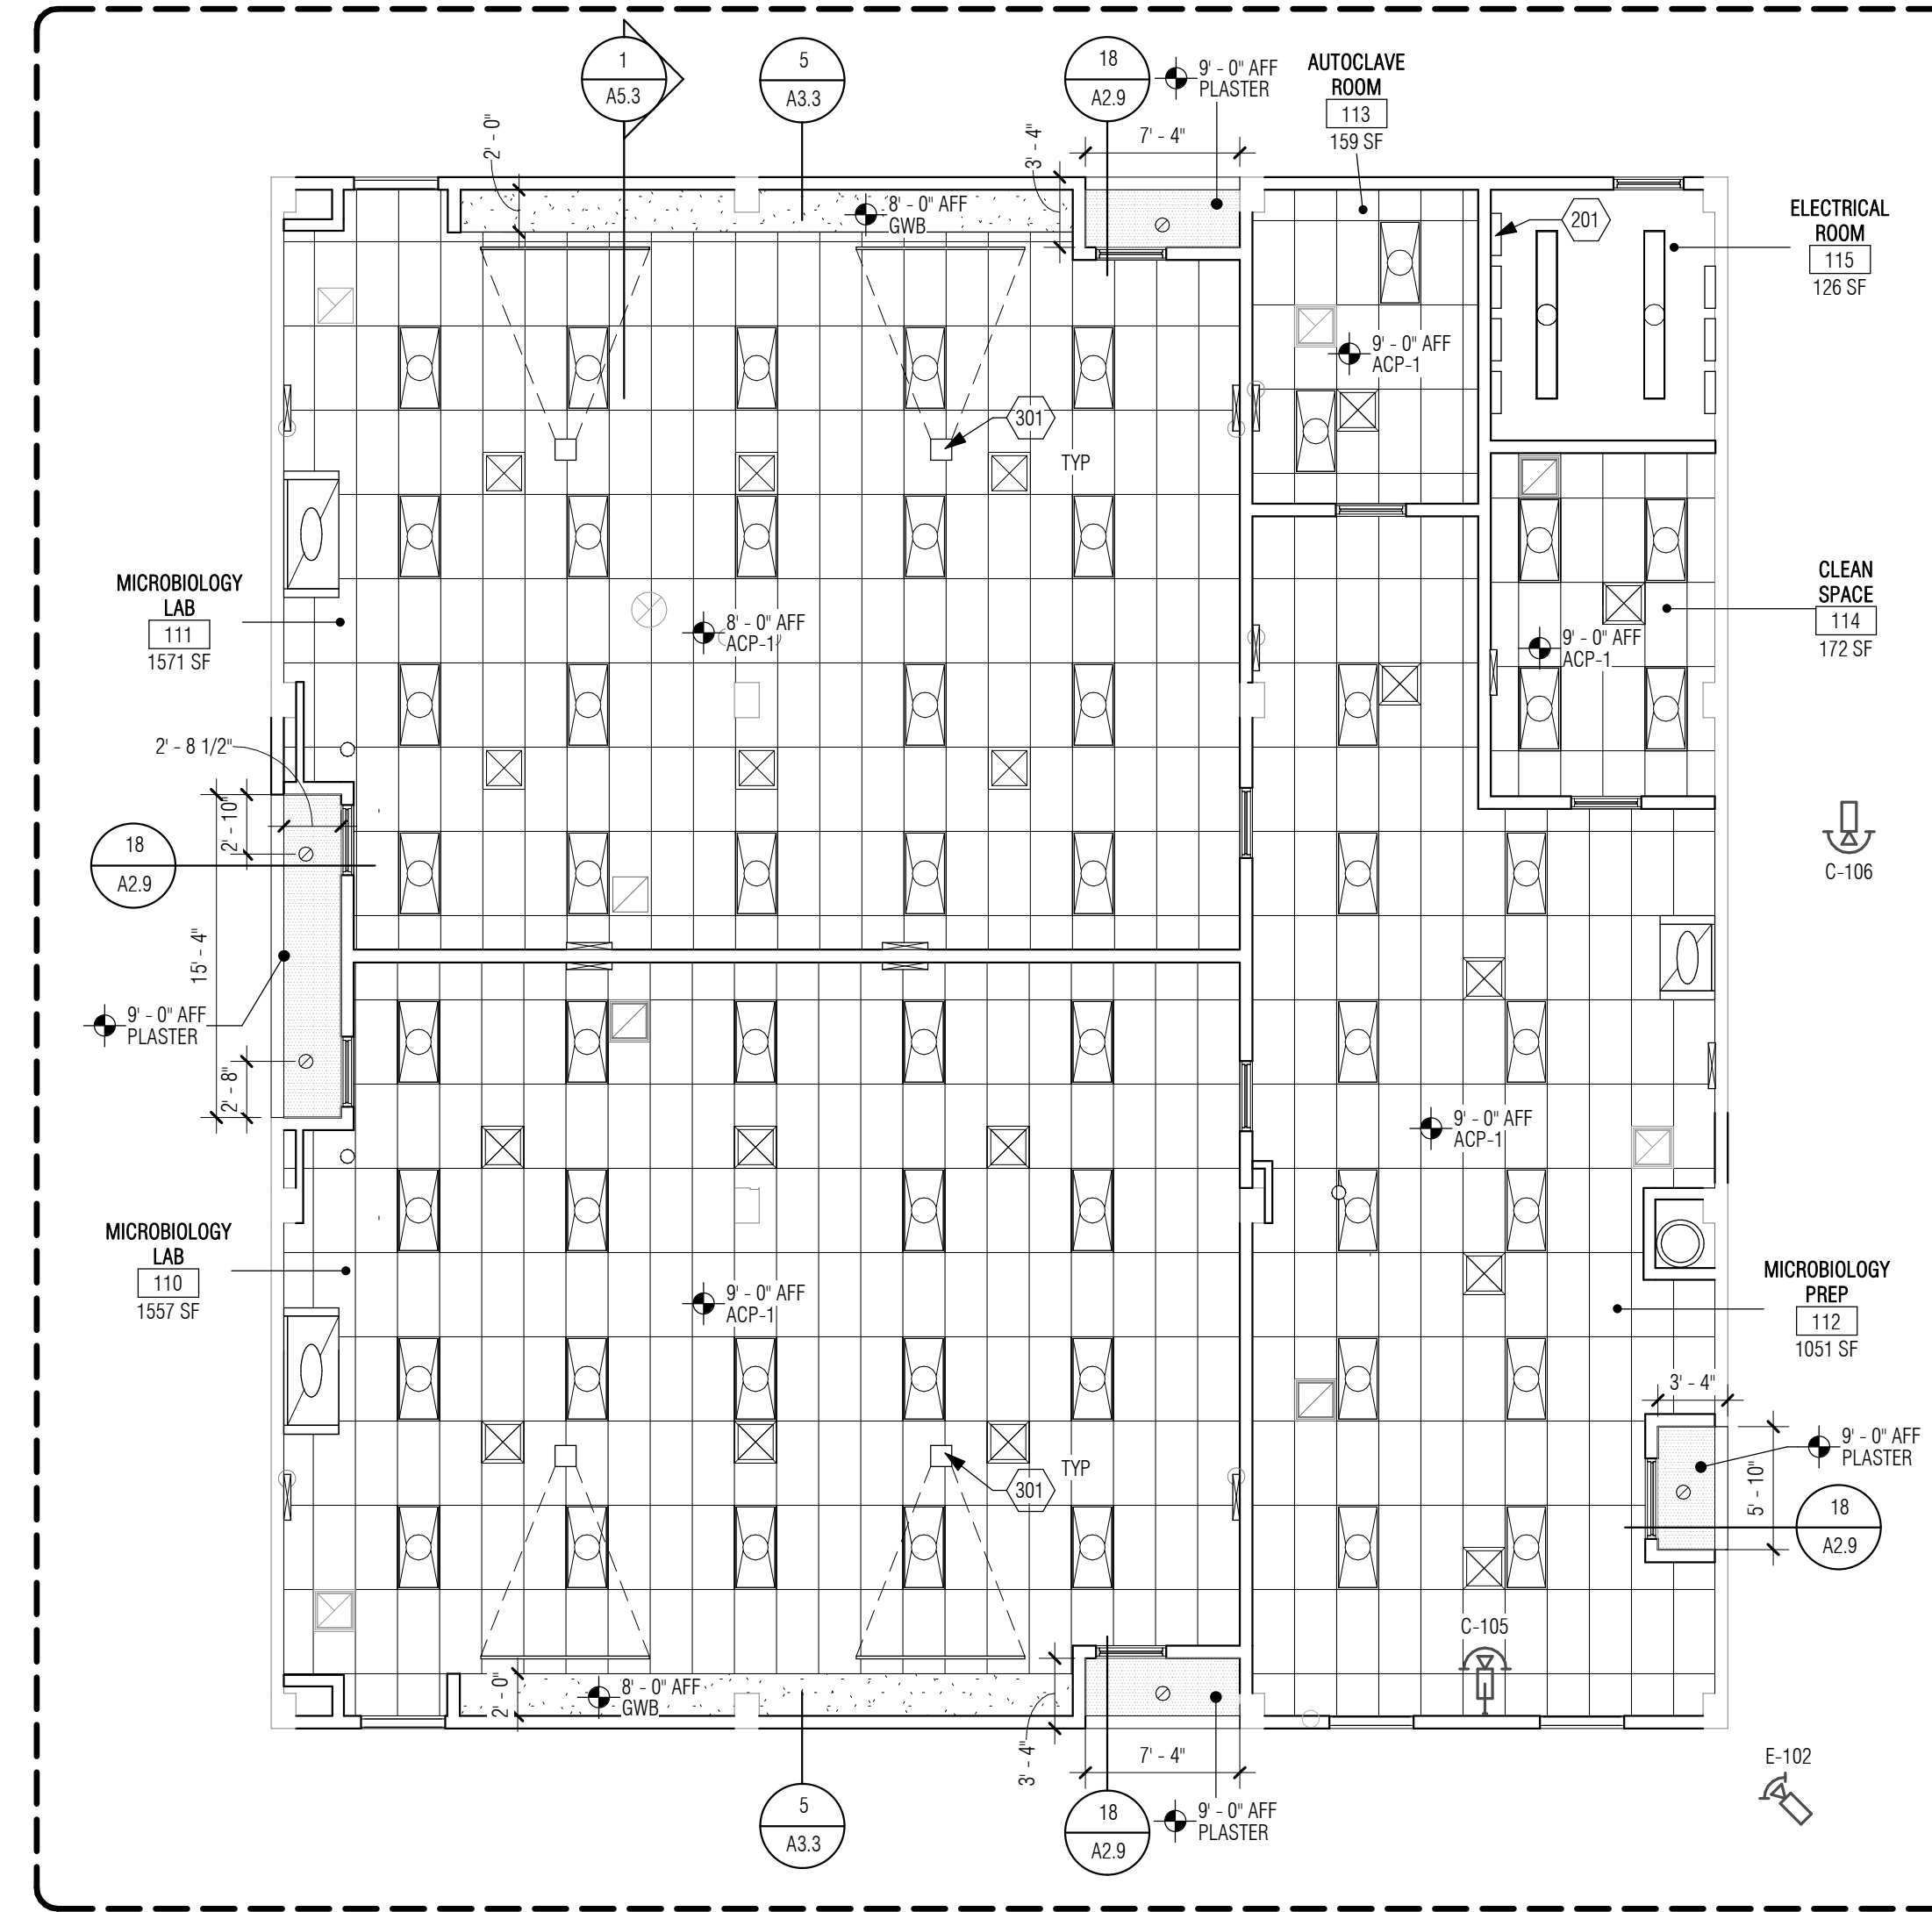 1
A5.3
5
A3.3
18
A2.9
9' - 0" AFF
PLASTER
AUTOCLAVE
ROOM
113
159 SF
2' - 0"
3' - 4"
7' - 4"
8' - 0" AFF
GWB
201
ELECTRICAL
ROOM
115
126 SF
9' - 0" AFF
ACP-1
301
TYP
MICROBIOLOGY
LAB
111
1571 SF
8' - 0" AFF
ACP-1
9' - 0" AFF
ACP-1
CLEAN
SPACE
114
172 SF
2' - 8 1/2"
2' - 10"
18
A2.9
15' - 4"
C-106
9' - 0" AFF
PLASTER
2' - 8"
9' - 0" AFF
ACP-1
MICROBIOLOGY
LAB
110
1557 SF
9' - 0" AFF
ACP-1
MICROBIOLOGY
PREP
112
1051 SF
3' - 4"
9' - 0" AFF
PLASTER
5' - 10"
TYP
301
18
A2.9
C-105
2' - 0"
8' - 0" AFF
GWB
3' - 4"
7' - 4"
E-102
5
A3.3
18
A2.9
9' - 0" AFF
PLASTER